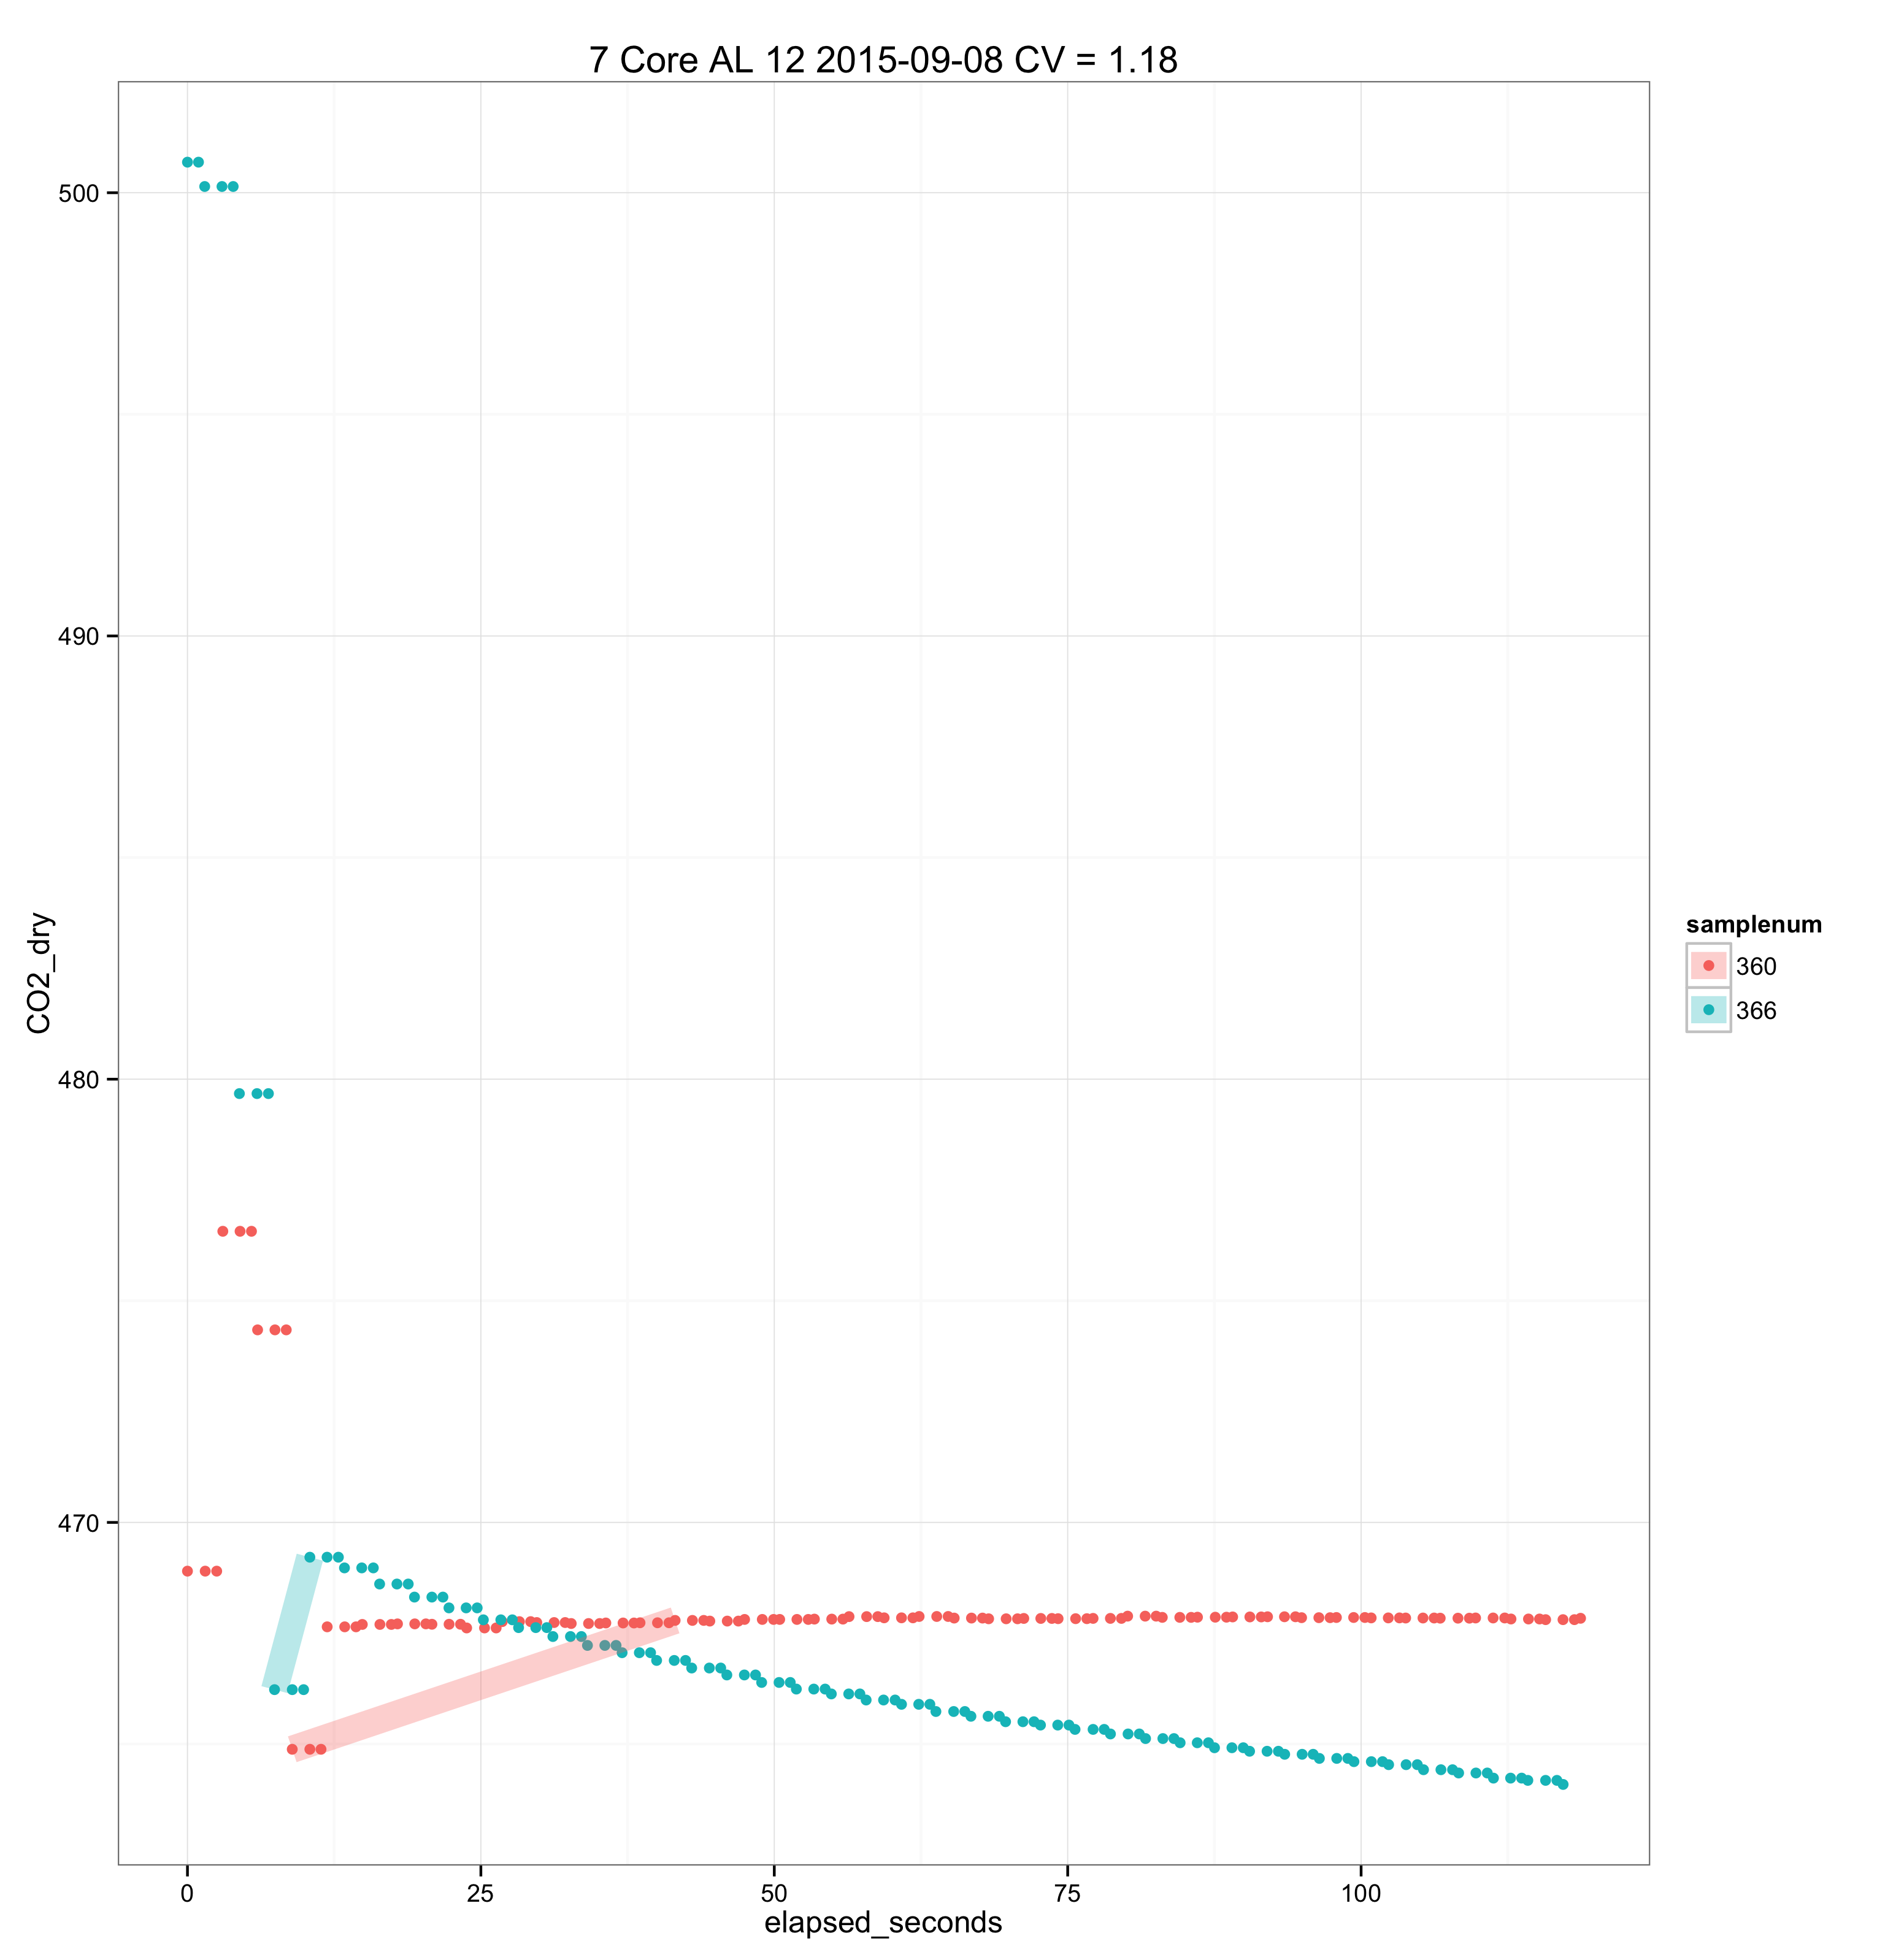 7 Core AL 12 2015-09-08 CV = 1.18
500
490
480
470
CO2_dry
0 25 50 75 100
elapsed_seconds
samplenum
360
366